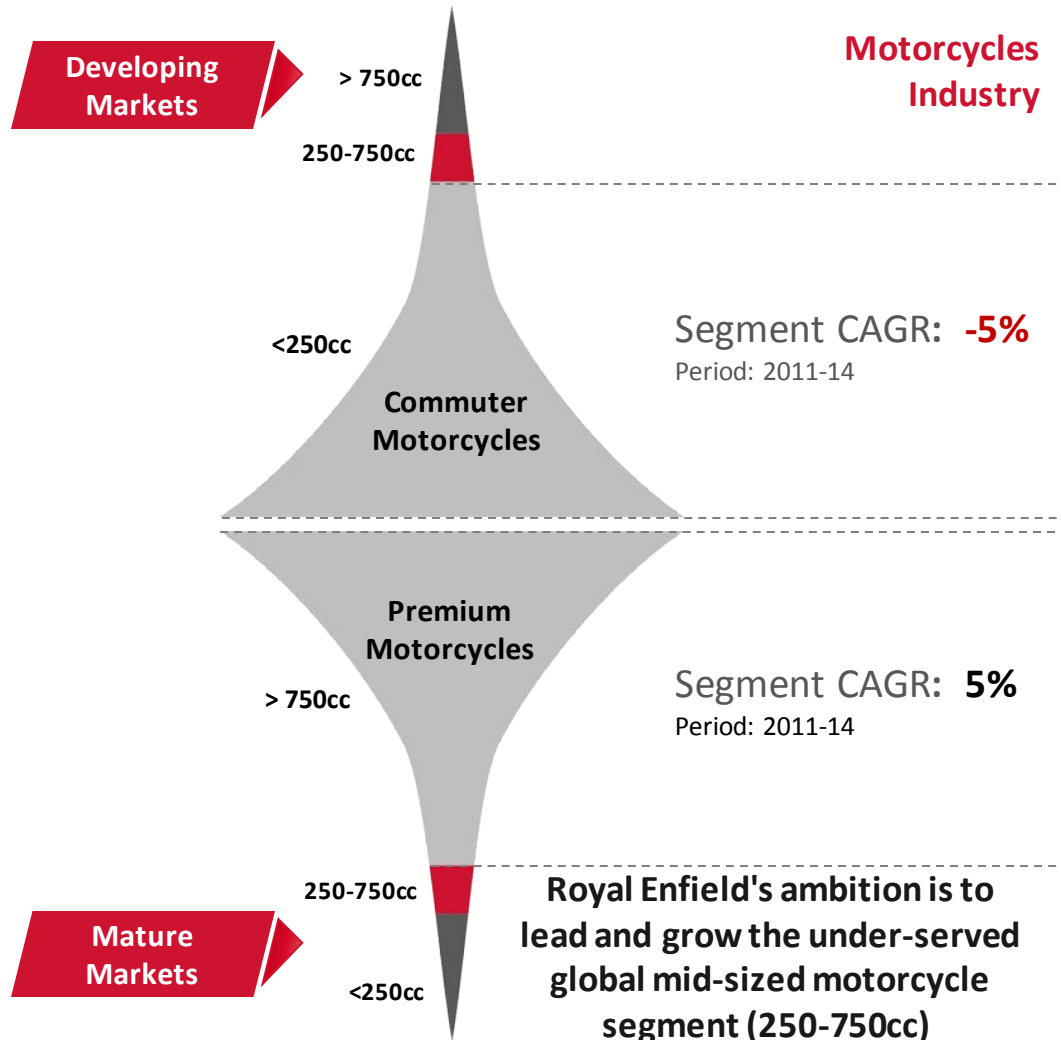 Developing
Markets
> 750cc
Motorcycles
Industry
250-750cc
<250cc
Segment CAGR: -5%
Period: 2011-14
Commuter
Motorcycles
Premium
Motorcycles
> 750cc
Segment CAGR: 5%
Period: 2011-14
250-750cc
Mature
Markets
<250cc
Royal Enfield's ambition is to
lead and grow the under-served
global mid-sized motorcycle
segment (250-750cc)